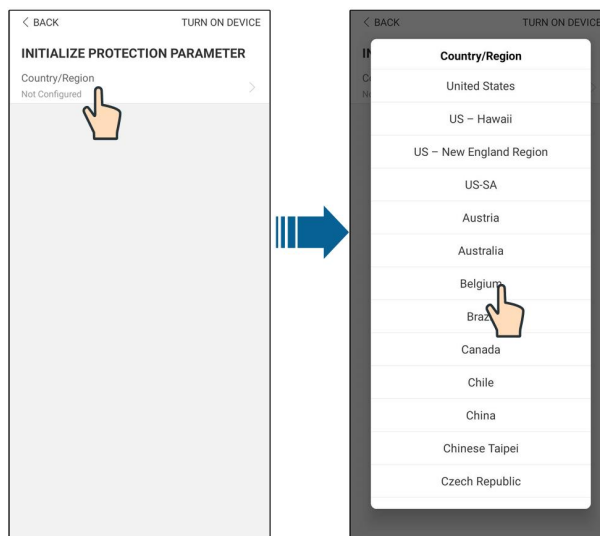 < BACK TURN ON DEVICE
INITIALIZE PROTECTION PARAMETER
Country/Region
Not Configured
< BACK TURN ON DEVICE
Country/Region
United States
US – Hawaii
US – New England Region
US-SA
Austria
Australia
Belgium
Braz
Canada
Chile
China
Chinese Taipei
Czech Republic